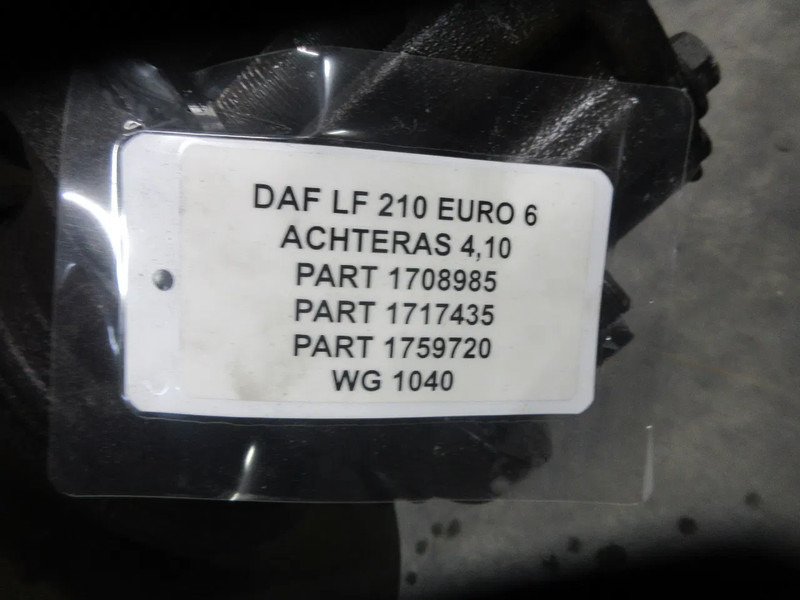 DAF LF 210 EURO 6
ACHTERAS 4,10
PART 1708985
PART 1717435
PART 1759720
WG 1040